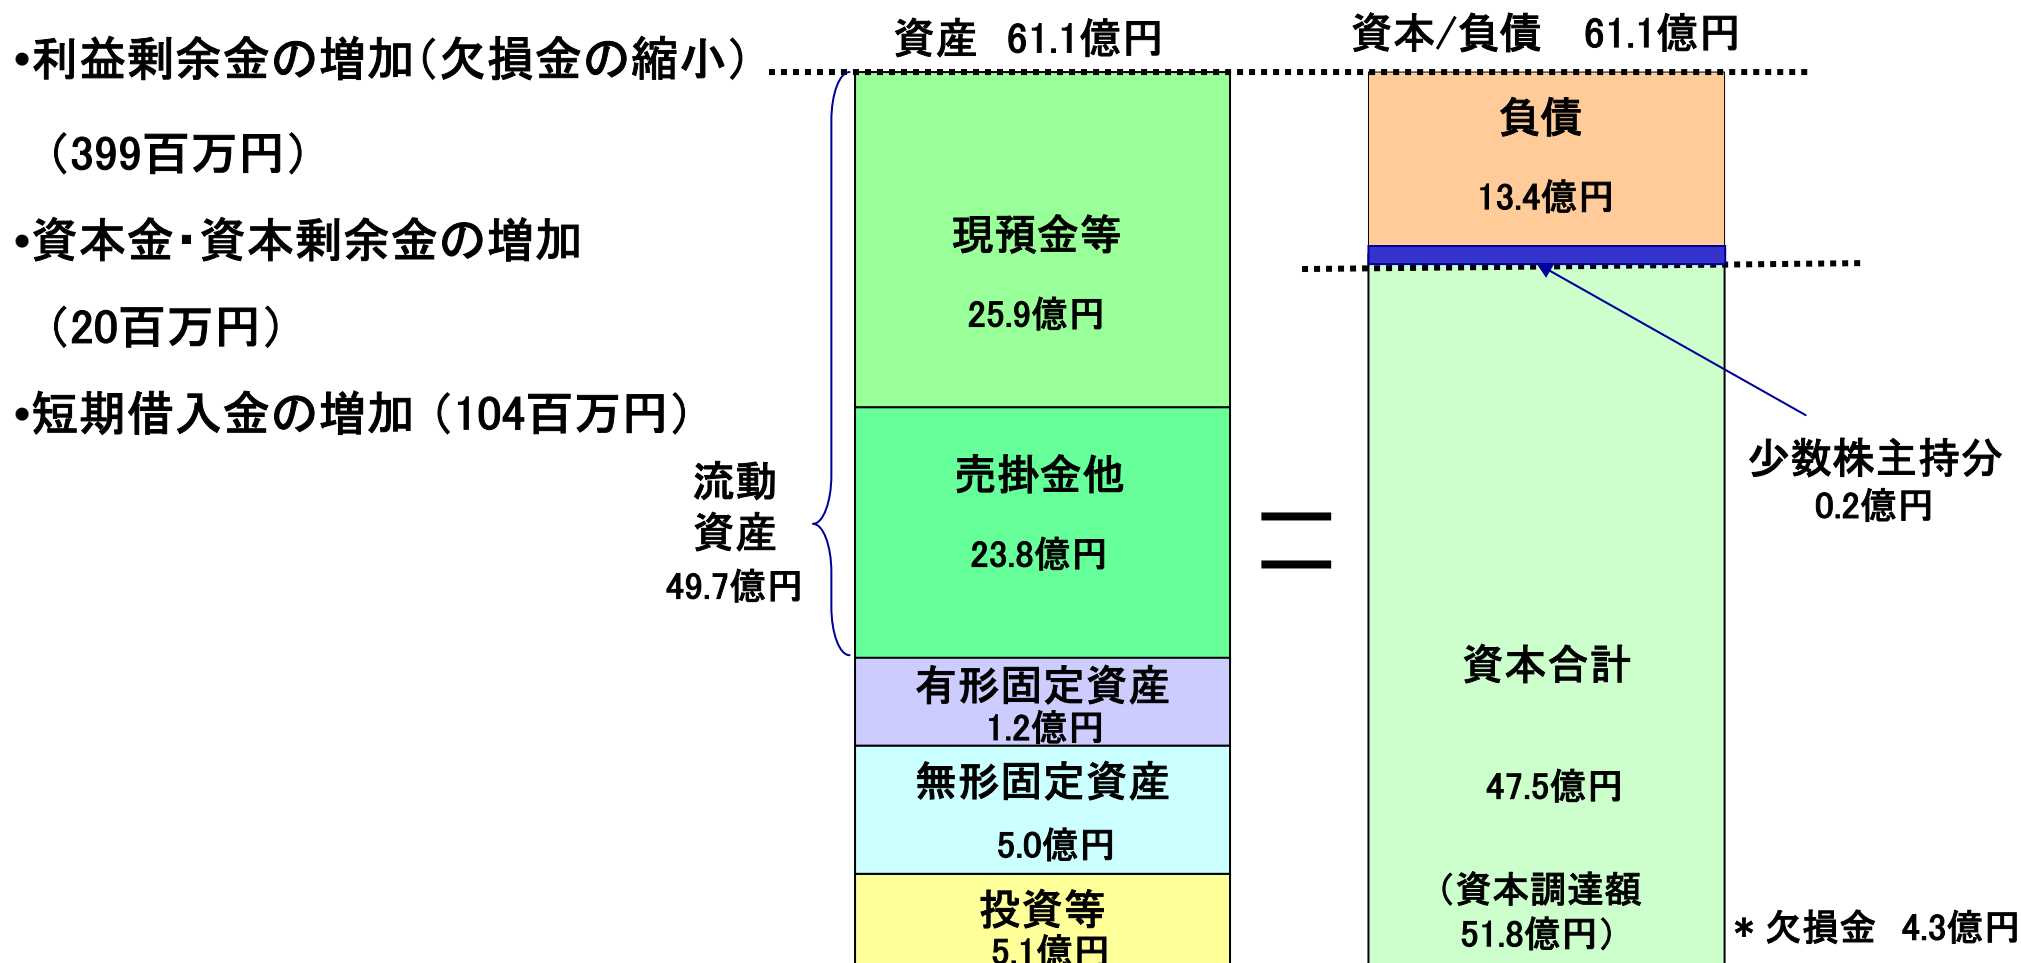 •利益剰余金の増加(欠損金の縮小)
(399百万円)
•資本金・資本剰余金の増加
(20百万円)
•短期借入金の増加 (104百万円)
資産 61.1億円
流動
資産
49.7億円
現預金等
25.9億円
売掛金他
23.8億円
有形固定資産
1.2億円
無形固定資産
5.0億円
投資等
5.1億円
=
資本/負債 61.1億円
負債
13.4億円
少数株主持分
0.2億円
資本合計
47.5億円
(資本調達額
51.8億円)
* 欠損金 4.3億円